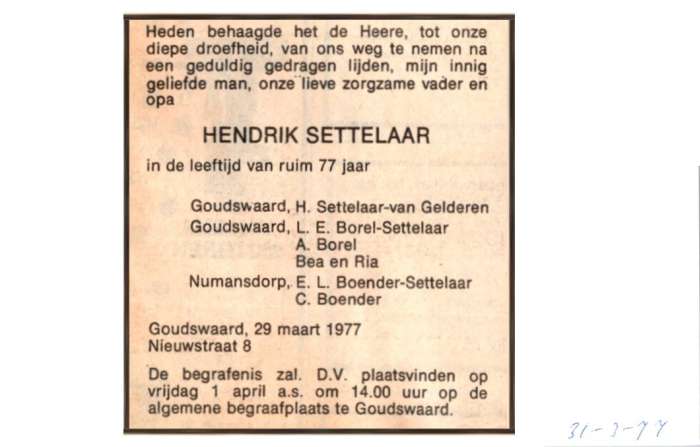 Heden behaagde het de Heere, tot onze
diepe droefheid, van ons weg te nemen na
een geduldig gedragen lijden, mijn innig
geliefde man, onze lieve zorgzame vader en
opa
HENDRIK SETTELAAR
in de leeftijd van ruim 77 jaar
Goudswaard, H. Settelaar-van Gelderen
Goudswaard, L. E. Borel-Settelaar
A. Borel
Bea en Ria
Numansdorp, E. L. Boender-Settelaar
C. Boender
Goudswaard, 29 maart 1977
Nieuwstraat 8
De begrafenis zal. D.V. plaatsvinden op
vrijdag 1 april a.s. om 14.00 uur op de
algemene begraafplaats te Goudswaard.
31-3-77